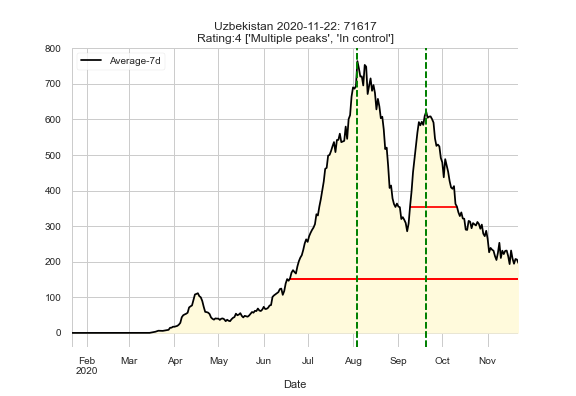 Uzbekistan 2020-11-22: 71617
Rating:4 ['Multiple peaks', 'In control']
Average-7d
800
700
600
500
400
300
200
100
0
Feb Mar Apr May Jun Jul Aug Sep Oct Nov
2020
Date